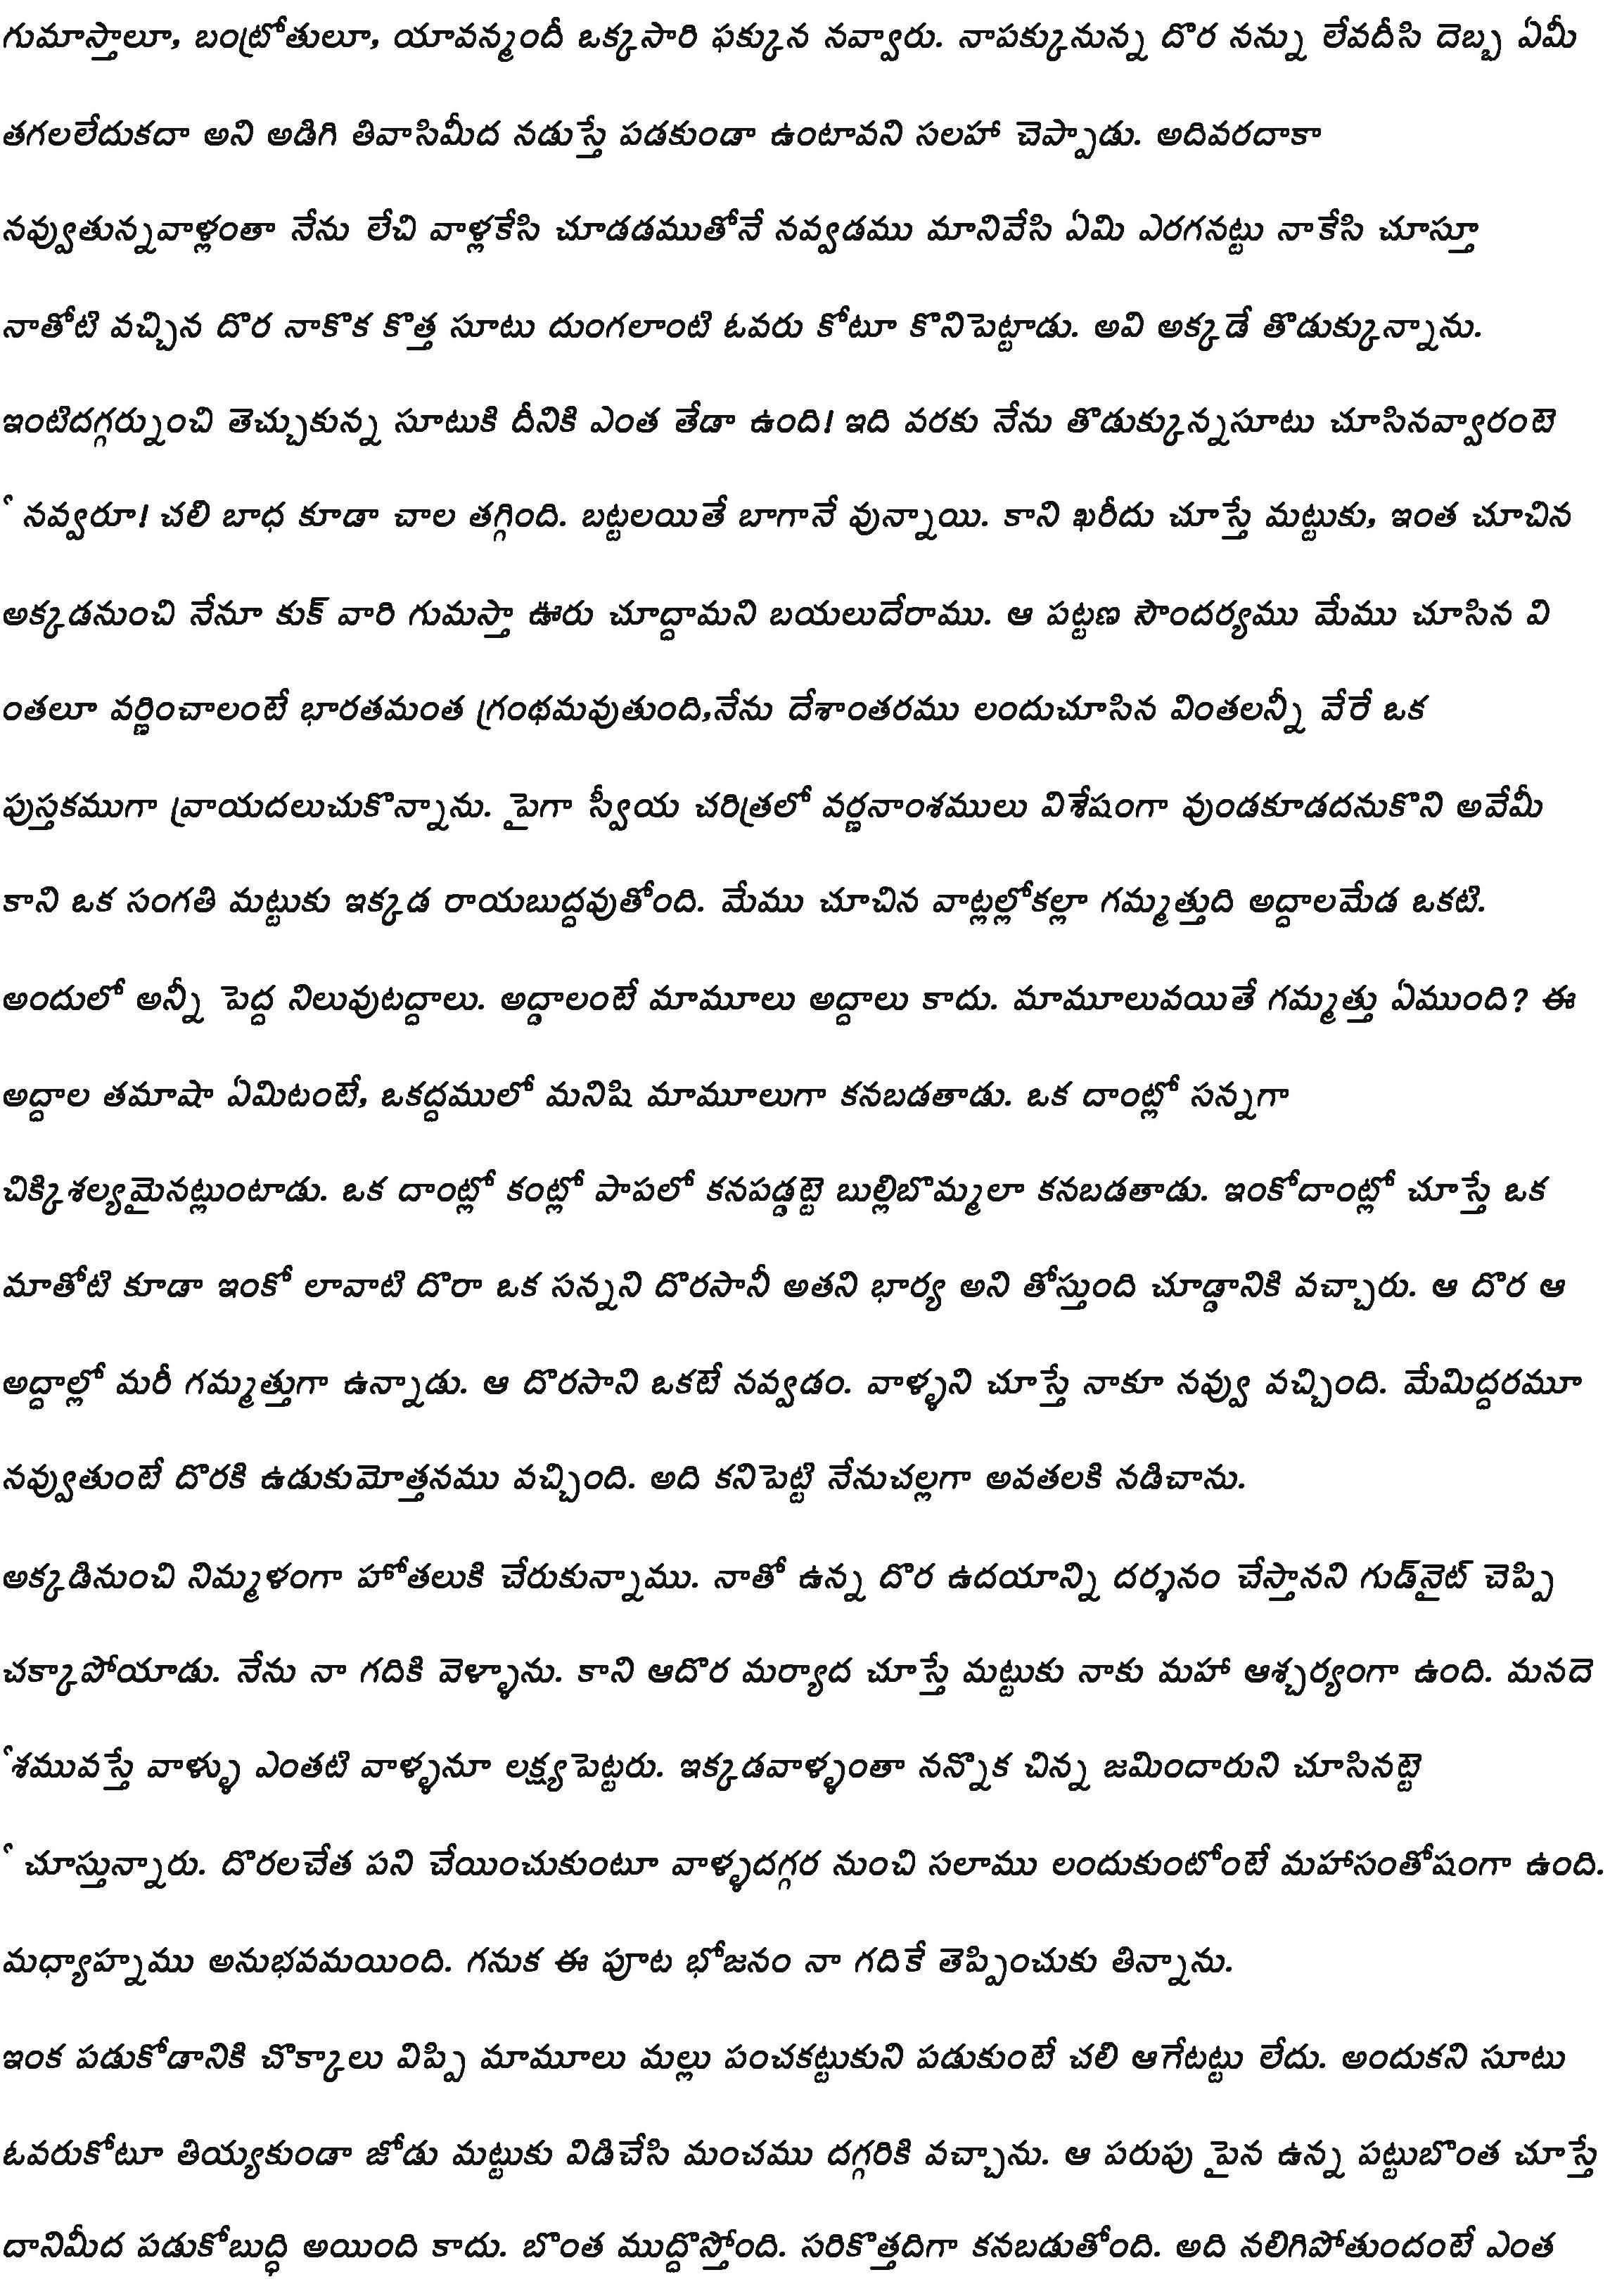 గుమాస్తాలూ, బంట్రోతులూ, యావన్మందీ ఒక్కసారి ఫక్కున నవ్వారు. నాపక్కనున్న దొర నన్ను లేవదీసి దెబ్బ ఏమీ
తగలలేదుకదా అని అడిగి తివాసిమీద నడుస్తే పడకుండా ఉంటావని సలహా చెప్పాడు. అదివరదాకా
నవ్వుతున్నవాళ్లంతా నేను లేచి వాళ్లకేసి చూడడముతోనే నవ్వడము మానివేసి ఏమి ఎరగనట్టు నాకేసి చూస్తూ
నాతోటి వచ్చిన దొర నాకొక కొత్త సూటు దుంగలాంటి ఓవరు కోటూ కొనిపెట్టాడు. అవి అక్కడే తొడుక్కున్నాను.
ఇంటిదగ్గర్నుంచి తెచ్చుకున్న సూటుకి దీనికి ఎంత తేడా ఉంది! ఇది వరకు నేను తొడుక్కున్నసూటు చూసినవ్వారంటె
ే నవ్వరూ! చలి బాధ కూడా చాల తగ్గింది. బట్టలయితే బాగానే వున్నాయి. కాని ఖరీదు చూస్తే మట్టుకు, ఇంత చూచిన
అక్కడనుంచి నేనూ కుక్ వారి గుమస్తా ఊరు చూద్దామని బయలుదేరాము. ఆ పట్టణ సౌందర్యము మేము చూసిన వి
ంతలూ వర్ణించాలంటే భారతమంత గ్రంథమవుతుంది,నేను దేశాంతరము లందుచూసిన వింతలన్నీ వేరే ఒక
పుస్తకముగా వ్రాయదలుచుకొన్నాను. పైగా స్వీయ చరిత్రలో వర్ణనాంశములు విశేషంగా వుండకూడదనుకొని అవేమీ
కాని ఒక సంగతి మట్టుకు ఇక్కడ రాయబుద్ధవుతోంది. మేము చూచిన వాట్లల్లోకల్లా గమ్మత్తుది అద్దాలమేడ ఒకటి.
అందులో అన్నీ పెద్ద నిలువుటద్దాలు. అద్దాలంటే మామూలు అద్దాలు కాదు. మామూలువయితే గమ్మత్తు ఏముంది? ఈ
అద్దాల తమాషా ఏమిటంటే, ఒకద్దములో మనిషి మామూలుగా కనబడతాడు. ఒక దాంట్లో సన్నగా
చిక్కిశల్యమైనట్లుంటాడు. ఒక దాంట్లో కంట్లో పాపలో కనపడ్డట్టె బుల్లిబొమ్మలా కనబడతాడు. ఇంకోదాంట్లో చూస్తే ఒక
మాతోటి కూడా ఇంకో లావాటి దొరా ఒక సన్నని దొరసానీ అతని భార్య అని తోస్తుంది చూడ్డానికి వచ్చారు. ఆ దొర ఆ
అద్దాల్లో మరీ గమ్మత్తుగా ఉన్నాడు. ఆ దొరసాని ఒకటే నవ్వడం. వాళ్ళని చూస్తే నాకూ నవ్వు వచ్చింది. మేమిద్దరమూ
నవ్వుతుంటే దొరకి ఉడుకుమోత్తనము వచ్చింది. అది కనిపెట్టి నేనుచల్లగా అవతలకి నడిచాను.
అక్కడినుంచి నిమ్మళంగా హోతలుకి చేరుకున్నాము. నాతో ఉన్న దొర ఉదయాన్ని దర్శనం చేస్తానని గుడ్‌నైట్ చెప్పి
చక్కాపోయాడు. నేను నా గదికి వెళ్ళాను. కాని ఆదొర మర్యాద చూస్తే మట్టుకు నాకు మహా ఆశ్చర్యంగా ఉంది. మనదె
ేశమువస్తే వాళ్ళు ఎంతటి వాళ్ళనూ లక్ష్యపెట్టరు. ఇక్కడవాళ్ళంతా నన్నొక చిన్న జమిందారుని చూసినట్టె
ే చూస్తున్నారు. దొరలచేత పని చేయించుకుంటూ వాళ్ళదగ్గర నుంచి సలాము లందుకుంటోంటే మహాసంతోషంగా ఉంది.
మధ్యాహ్నము అనుభవమయింది. గనుక ఈ పూట భోజనం నా గదికే తెప్పించుకు తిన్నాను.
ఇంక పడుకోడానికి చొక్కాలు విప్పి మామూలు మల్లు పంచకట్టుకుని పడుకుంటే చలి ఆగేటట్టు లేదు. అందుకని సూటు
ఓవరుకోటూ తియ్యకుండా జోడు మట్టుకు విడిచేసి మంచము దగ్గరికి వచ్చాను. ఆ పరుపు పైన ఉన్న పట్టుబొంత చూస్తే
దానిమీద పడుకోబుద్ధి అయింది కాదు. బొంత ముద్దొస్తోంది. సరికొత్తదిగా కనబడుతోంది. అది నలిగిపోతుందంటే ఎంత